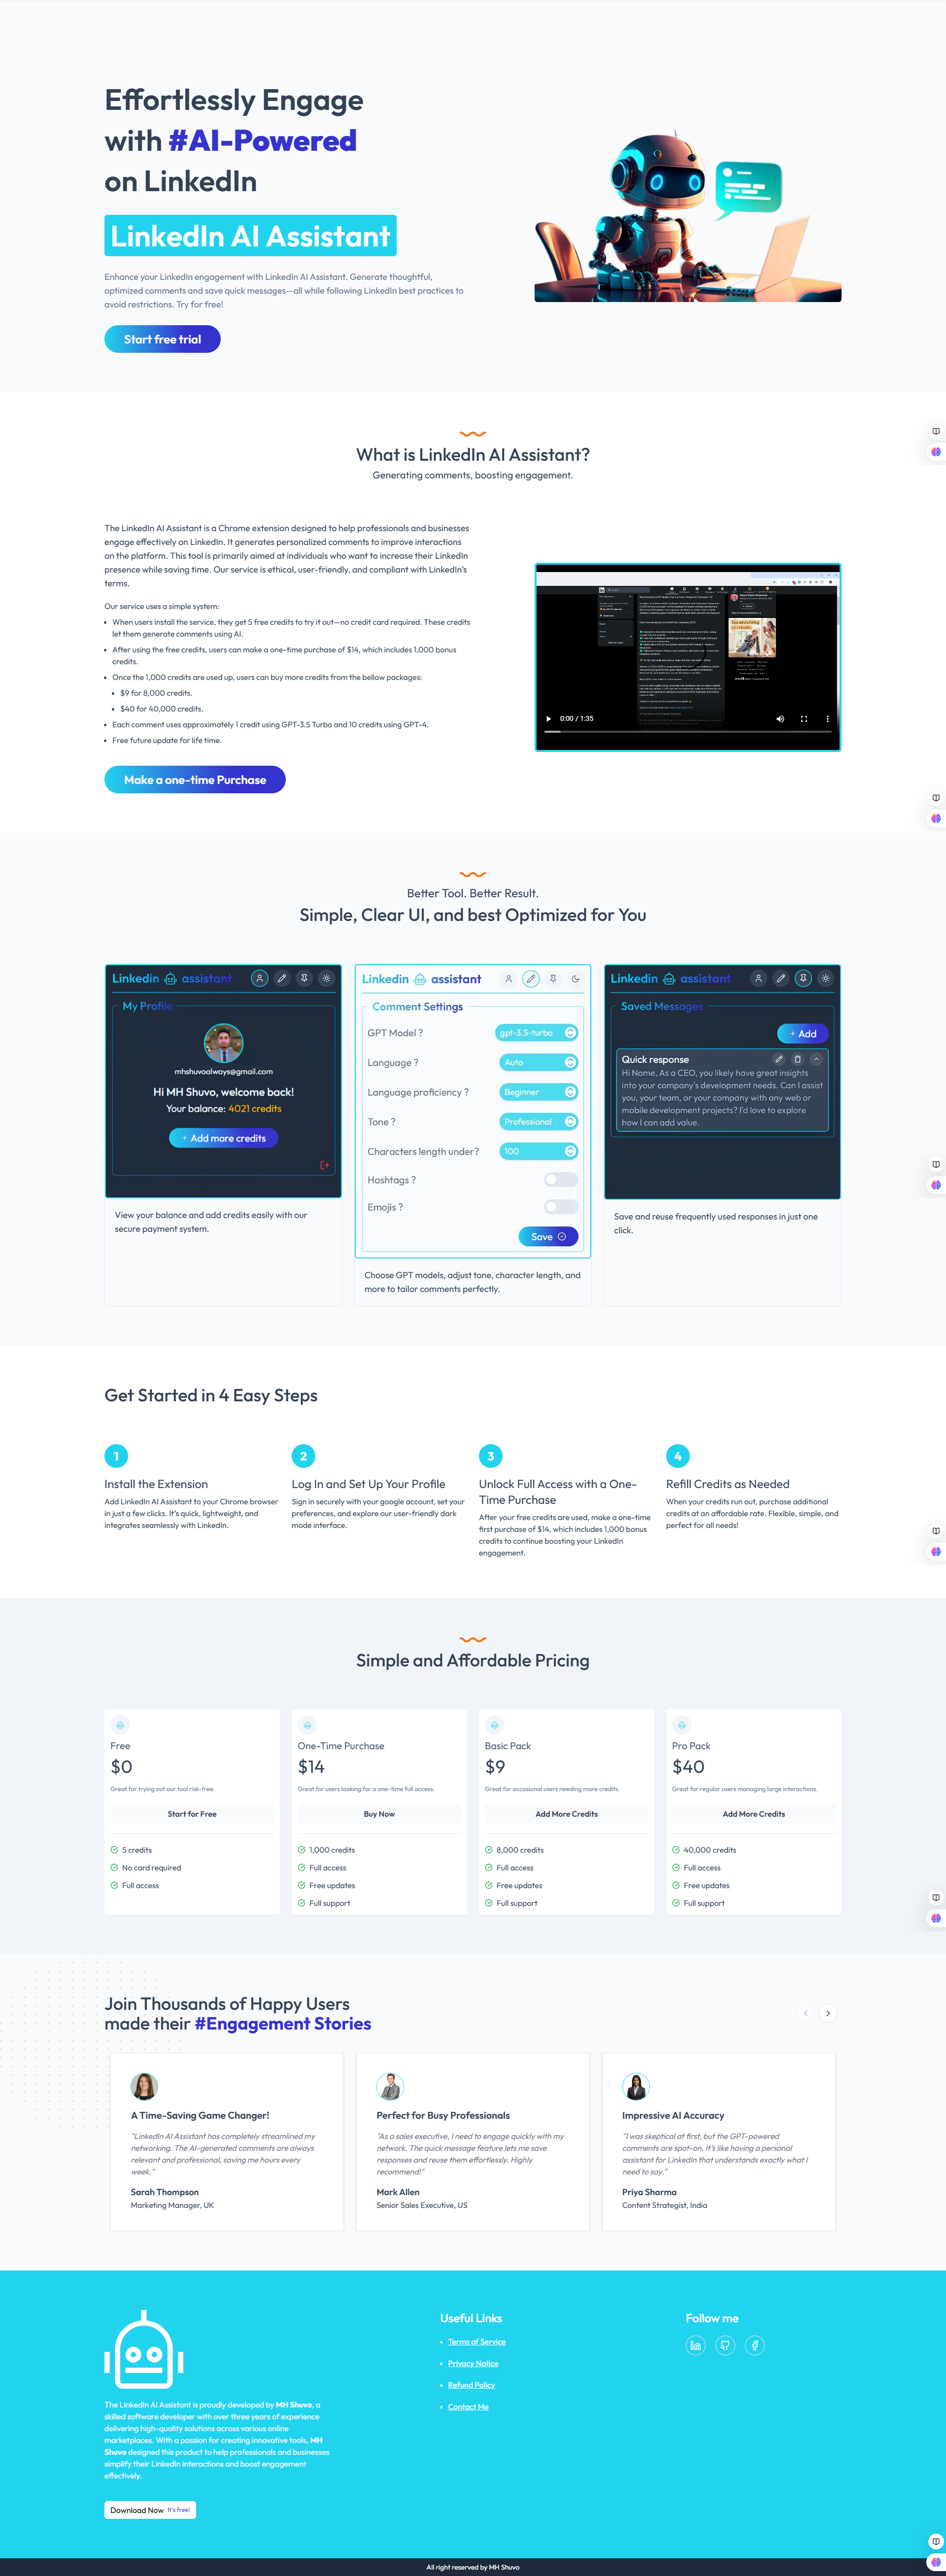 Effortlessly Engage
with #AI-Powered
on LinkedIn
LinkedIn AI Assistant
Enhance your LinkedIn engagement with LinkedIn AI Assistant. Generate thoughtful,
optimized comments and save quick messages—all while following LinkedIn best practices to
avoid restrictions. Try for free!
Start free trial
What is LinkedIn AI Assistant?
Generating comments, boosting engagement.
The LinkedIn AI Assistant is a Chrome extension designed to help professionals and businesses
engage effectively on LinkedIn. It generates personalized comments to improve interactions
on the platform. This tool is primarily aimed at individuals who want to increase their LinkedIn
presence while saving time. Our service is ethical, user-friendly, and compliant with LinkedIn's
terms.
Our service uses a simple system:
• When users install the service, they get 5 free credits to try it out—no credit card required. These credits
let them generate comments using AI.
• After using the free credits, users can make a one-time purchase of $14, which includes 1,000 bonus
credits.
• Once the 1,000 credits are used up, users can buy more credits from the bellow packages:
• $9 for 8,000 credits.
• $40 for 40,000 credits.
• Each comment uses approximately 1 credit using GPT-3.5 Turbo and 10 credits using GPT-4.
• Free future update for life time.
Make a one-time Purchase
0:00 / 1:35
Better Tool. Better Result.
Simple, Clear UI, and best Optimized for You
Linkedin assistant
My Profile
mhshuvoalways@gmail.com
Hi MH Shuvo, welcome back!
Your balance: 4021 credits
+ Add more credits
View your balance and add credits easily with our
secure payment system.
Linkedin assistant
Comment Settings
GPT Model ? gpt-3.5-turbo
Language ? Auto
Language proficiency ? Beginner
Tone ? Professional
Characters length under? 100
Hashtags ?
Emojis ?
Save
Choose GPT models, adjust tone, character length, and
more to tailor comments perfectly.
Linkedin assistant
Saved Messages
+ Add
Quick response
Hi Name, As a CEO, you likely have great insights
into your company's development needs. Can I assist
you, your team, or your company with any web or
mobile development projects? I'd love to explore
how I can add value.
Save and reuse frequently used responses in just one
click.
Get Started in 4 Easy Steps
1
Install the Extension
Add LinkedIn AI Assistant to your Chrome browser
in just a few clicks. It's quick, lightweight, and
integrates seamlessly with LinkedIn.
2
Log In and Set Up Your Profile
Sign in securely with your google account, set your
preferences, and explore our user-friendly dark
mode interface.
3
Unlock Full Access with a One-
Time Purchase
After your free credits are used, make a one-time
first purchase of $14, which includes 1,000 bonus
credits to continue boosting your LinkedIn
engagement.
4
Refill Credits as Needed
When your credits run out, purchase additional
credits at an affordable rate. Flexible, simple, and
perfect for all needs!
Simple and Affordable Pricing
Free
$0
Great for trying out our tool risk-free.
Start for Free
5 credits
No card required
Full access
One-Time Purchase
$14
Great for users looking for a one-time full access.
Buy Now
1,000 credits
Full access
Free updates
Full support
Basic Pack
$9
Great for occasional users needing more credits.
Add More Credits
8,000 credits
Full access
Free updates
Full support
Pro Pack
$40
Great for regular users managing large interactions.
Add More Credits
40,000 credits
Full access
Free updates
Full support
Join Thousands of Happy Users
made their #Engagement Stories
A Time-Saving Game Changer!
"LinkedIn AI Assistant has completely streamlined my
networking. The AI-generated comments are always
relevant and professional, saving me hours every
week."
Sarah Thompson
Marketing Manager, UK
Perfect for Busy Professionals
"As a sales executive, I need to engage quickly with my
network. The quick message feature lets me save
responses and reuse them effortlessly. Highly
recommend!"
Mark Allen
Senior Sales Executive, US
Impressive AI Accuracy
"I was skeptical at first, but the GPT-powered
comments are spot-on. It's like having a personal
assistant for LinkedIn that understands exactly what I
need to say."
Priya Sharma
Content Strategist, India
The LinkedIn AI Assistant is proudly developed by MH Shuvo, a
skilled software developer with over three years of experience
delivering high-quality solutions across various online
marketplaces. With a passion for creating innovative tools, MH
Shuvo designed this product to help professionals and businesses
simplify their LinkedIn interactions and boost engagement
effectively.
Download Now It's free!
Useful Links
• Terms of Service
• Privacy Notice
• Refund Policy
• Contact Me
Follow me
All right reserved by MH Shuvo